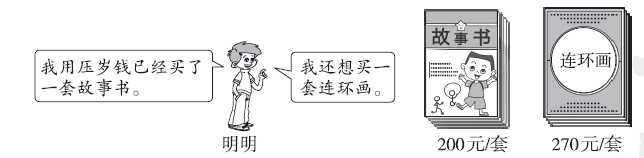 我用压岁钱已经买了
一套故事书。
我还想买一
套连环画。
明明
故事书
200元/套
连环画
270元/套